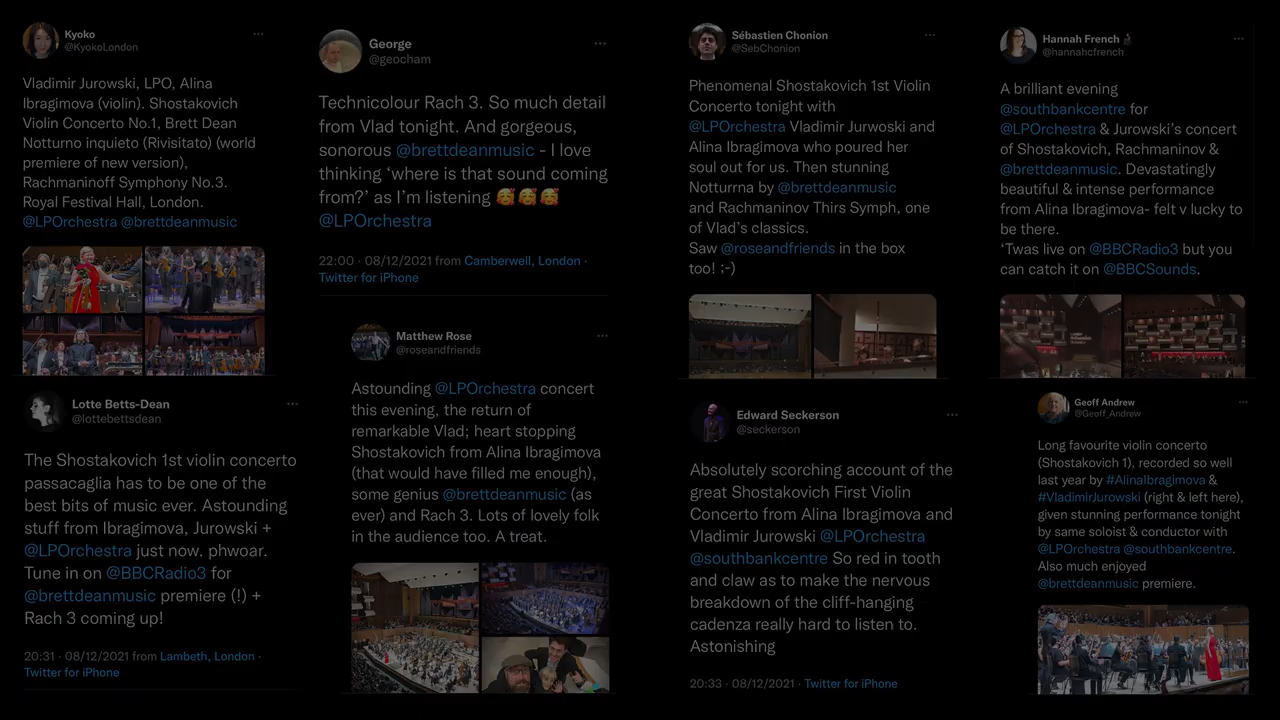 Kyoko
@KyokoLondon
Vladimir Jurowski, LPO, Alina
Ibragimova (violin). Shostakovich
Violin Concerto No.1, Brett Dean
Notturno inquieto (Rivisitato) (world
premiere of new version),
Rachmaninoff Symphony No.3.
Royal Festival Hall, London.
@LPOrchestra @brettdeanmusic
Lotte Betts-Dean
@lottebettsdean
The Shostakovich 1st violin concerto
passacaglia has to be one of the
best bits of music ever. Astounding
stuff from Ibragimova, Jurowski +
@LPOrchestra just now. phwoar.
Tune in on @BBCRadio3 for
@brettdeanmusic premiere (!) +
Rach 3 coming up!
20:31 · 08/12/2021 from Lambeth, London ·
Twitter for iPhone
George
@geocham
Technicolour Rach 3. So much detail
from Vlad tonight. And gorgeous,
sonorous @brettdeanmusic - I love
thinking ‘where is that sound coming
from?’ as I’m listening 🥰🥰🥰
@LPOrchestra
22:00 · 08/12/2021 from Camberwell, London ·
Twitter for iPhone
Matthew Rose
@roseandfriends
Astounding @LPOrchestra concert
this evening, the return of
remarkable Vlad; heart stopping
Shostakovich from Alina Ibragimova
(that would have filled me enough),
some genius @brettdeanmusic (as
ever) and Rach 3. Lots of lovely folk
in the audience too. A treat.
Sébastien Chonion
@SebChonion
Phenomenal Shostakovich 1st Violin
Concerto tonight with
@LPOrchestra Vladimir Jurwoski and
Alina Ibragimova who poured her
soul out for us. Then stunning
Notturrna by @brettdeanmusic
and Rachmaninov Thirs Symph, one
of Vlad’s classics.
Saw @roseandfriends in the box
too! ;-)
Edward Seckerson
@seckerson
Absolutely scorching account of the
great Shostakovich First Violin
Concerto from Alina Ibragimova and
Vladimir Jurowski @LPOrchestra
@southbankcentre So red in tooth
and claw as to make the nervous
breakdown of the cliff-hanging
cadenza really hard to listen to.
Astonishing
20:33 · 08/12/2021 · Twitter for iPhone
Hannah French
@hannahcfrench
A brilliant evening
@southbankcentre for
@LPOrchestra & Jurowski’s concert
of Shostakovich, Rachmaninov &
@brettdeanmusic. Devastatingly
beautiful & intense performance
from Alina Ibragimova- felt v lucky to
be there.
‘Twas live on @BBCRadio3 but you
can catch it on @BBCSounds.
Geoff Andrew
@Geoff_Andrew
Long favourite violin concerto
(Shostakovich 1), recorded so well
last year by #AlinaIbragimova &
#VladimirJurowski (right & left here),
given stunning performance tonight
by same soloist & conductor with
@LPOrchestra @southbankcentre.
Also much enjoyed
@brettdeanmusic premiere.